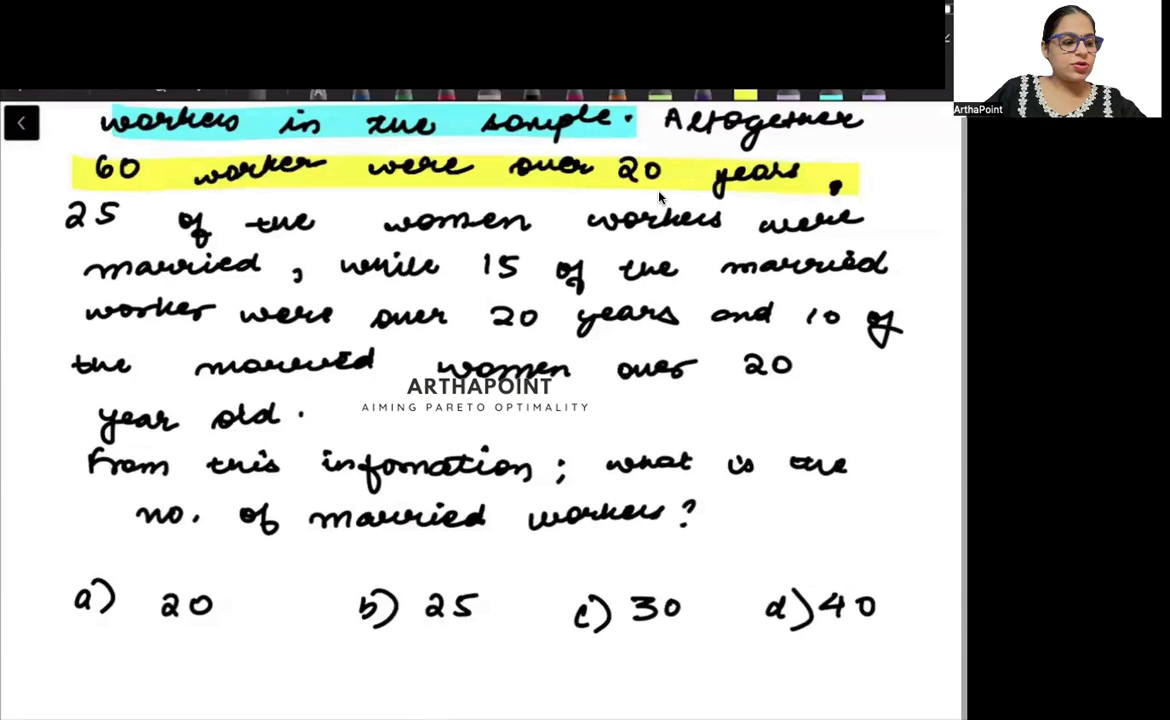 ArthaPoint
workers in the sample. Altogether
60 worker were over 20 years.
25 of the women workers were
married, while 15 of the married
worker were over 20 years and 10 of
the married women over 20
ARTHAPOINT
AIMING PARETO OPTIMALITY
year old.
From this infomation; what is the
no. of married workers?
a) 20 b) 25 c) 30 d) 40